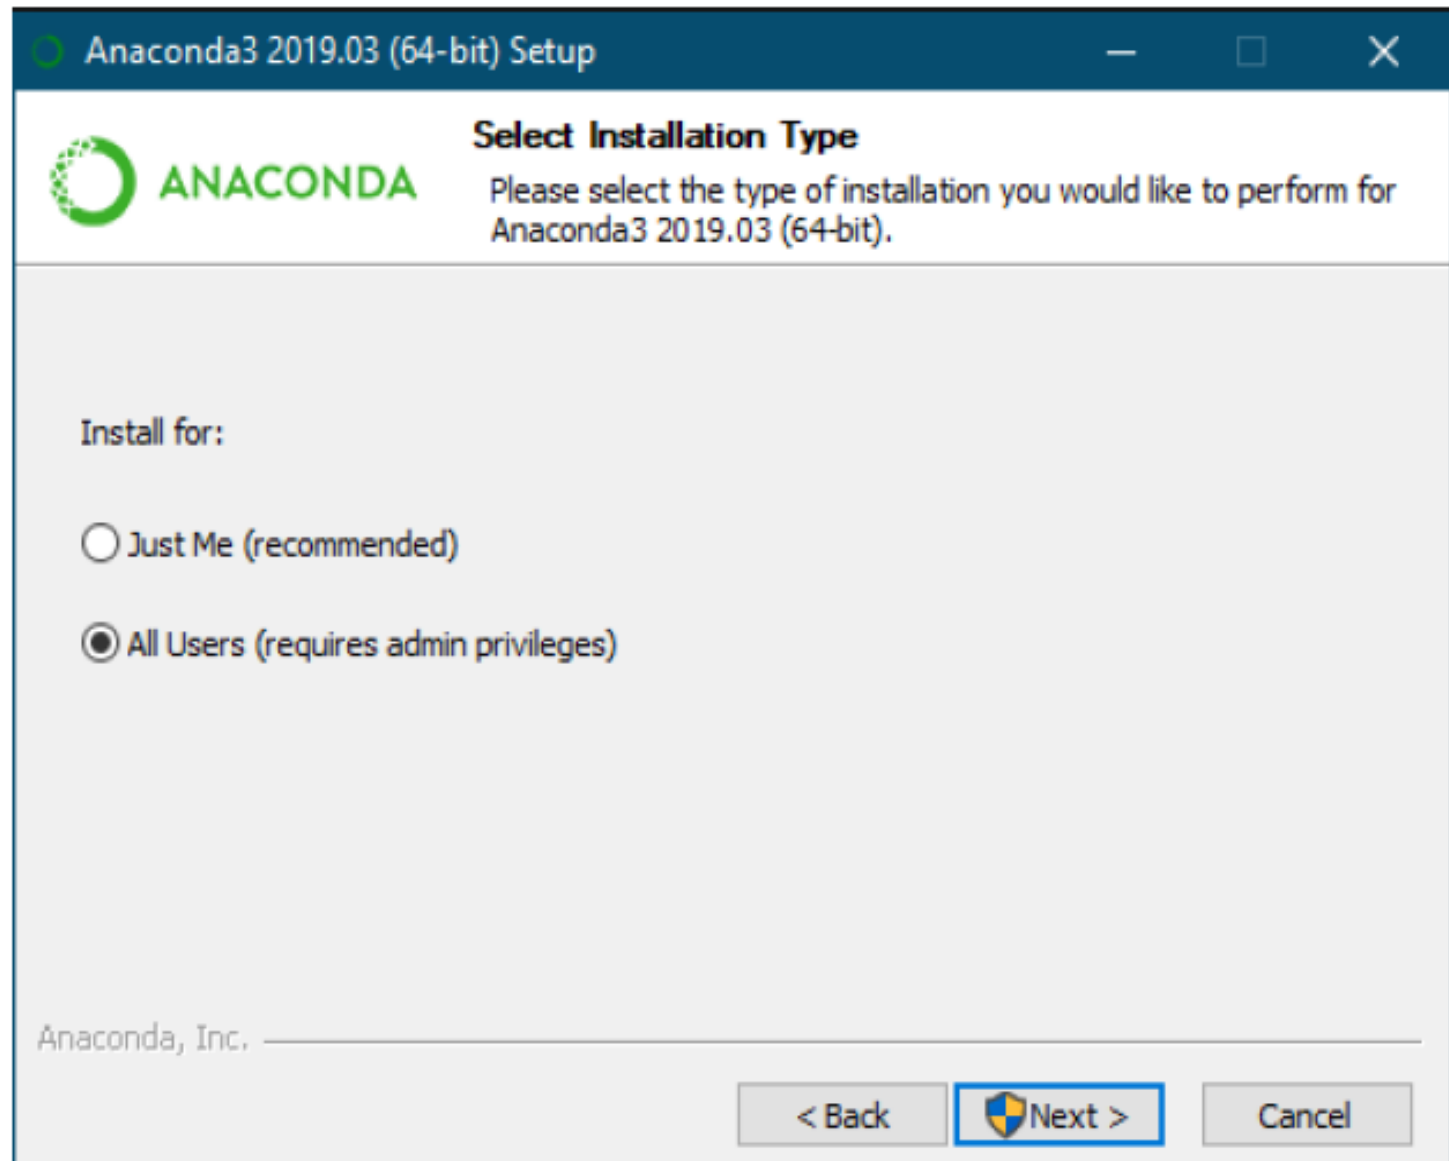 Anaconda3 2019.03 (64-bit) Setup
ANACONDA
Select Installation Type
Please select the type of installation you would like to perform for
Anaconda3 2019.03 (64-bit).
Install for:
Just Me (recommended)
All Users (requires admin privileges)
Anaconda, Inc.
< Back
Next >
Cancel